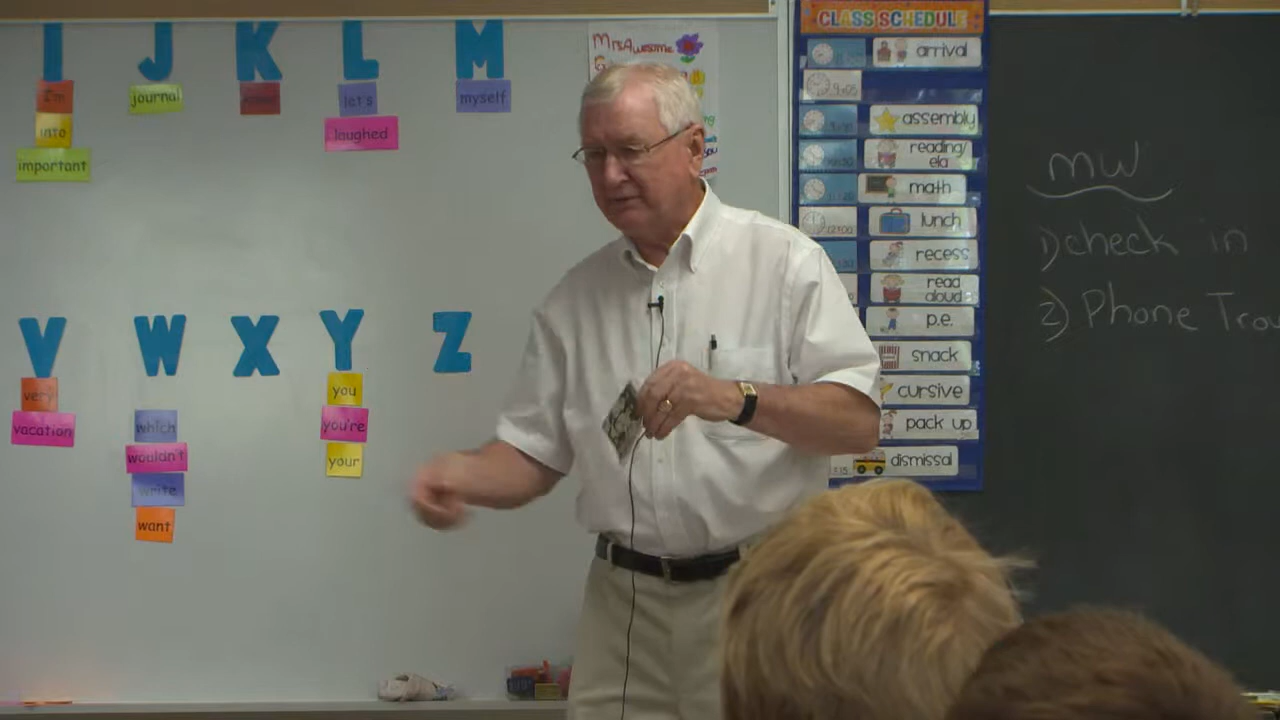 I J K L M
I'm
into
important
journal
let's
laughed
myself
V W X Y Z
very
vacation
which
wouldn't
write
want
you
you're
your
Mrs Awesome
CLASS SCHEDULE
arrival
assembly
reading/
ela
math
lunch
recess
read
aloud
p.e.
snack
cursive
pack up
dismissal
mw
1) check in
2) Phone